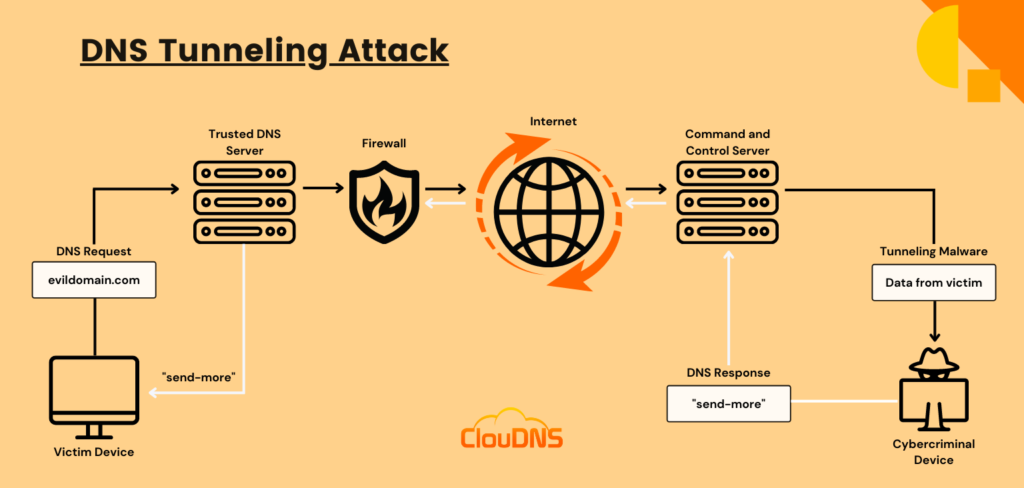 DNS Tunneling Attack
Trusted DNS
Server
Firewall
Internet
Command and
Control Server
DNS Request
evildomain.com
"send-more"
Victim Device
Tunneling Malware
Data from victim
DNS Response
"send-more"
Cybercriminal
Device
ClouDNS